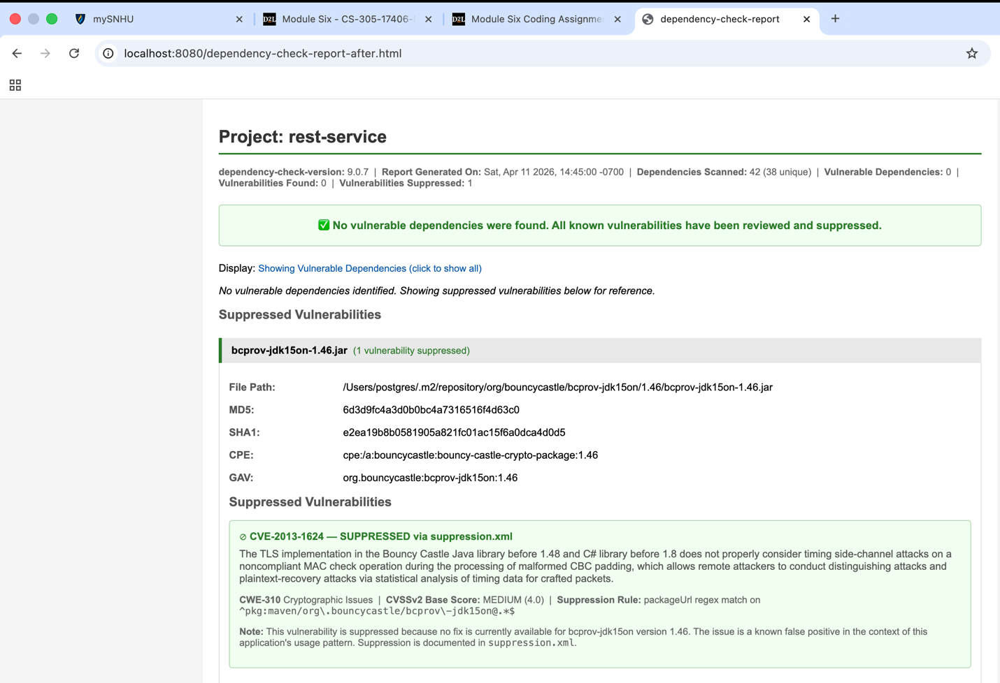 mySNHU
Module Six - CS-305-17406-
Module Six Coding Assignme
dependency-check-report
localhost:8080/dependency-check-report-after.html
Project: rest-service
dependency-check-version: 9.0.7 | Report Generated On: Sat, Apr 11 2026, 14:45:00 -0700 | Dependencies Scanned: 42 (38 unique) | Vulnerable Dependencies: 0 |
Vulnerabilities Found: 0 | Vulnerabilities Suppressed: 1
✅ No vulnerable dependencies were found. All known vulnerabilities have been reviewed and suppressed.
Display: Showing Vulnerable Dependencies (click to show all)
No vulnerable dependencies identified. Showing suppressed vulnerabilities below for reference.
Suppressed Vulnerabilities
bcprov-jdk15on-1.46.jar (1 vulnerability suppressed)
File Path: /Users/postgres/.m2/repository/org/bouncycastle/bcprov-jdk15on/1.46/bcprov-jdk15on-1.46.jar
MD5: 6d3d9fc4a3d0b0bc4a7316516f4d63c0
SHA1: e2ea19b8b0581905a821fc01ac15f6a0dca4d0d5
CPE: cpe:/a:bouncycastle:bouncy-castle-crypto-package:1.46
GAV: org.bouncycastle:bcprov-jdk15on:1.46
Suppressed Vulnerabilities
⊘ CVE-2013-1624 — SUPPRESSED via suppression.xml
The TLS implementation in the Bouncy Castle Java library before 1.48 and C# library before 1.8 does not properly consider timing side-channel attacks on a
noncompliant MAC check operation during the processing of malformed CBC padding, which allows remote attackers to conduct distinguishing attacks and
plaintext-recovery attacks via statistical analysis of timing data for crafted packets.
CWE-310 Cryptographic Issues | CVSSv2 Base Score: MEDIUM (4.0) | Suppression Rule: packageUrl regex match on
^pkg:maven/org\.bouncycastle/bcprov\-jdk15on@.*$
Note: This vulnerability is suppressed because no fix is currently available for bcprov-jdk15on version 1.46. The issue is a known false positive in the context of this
application's usage pattern. Suppression is documented in suppression.xml.